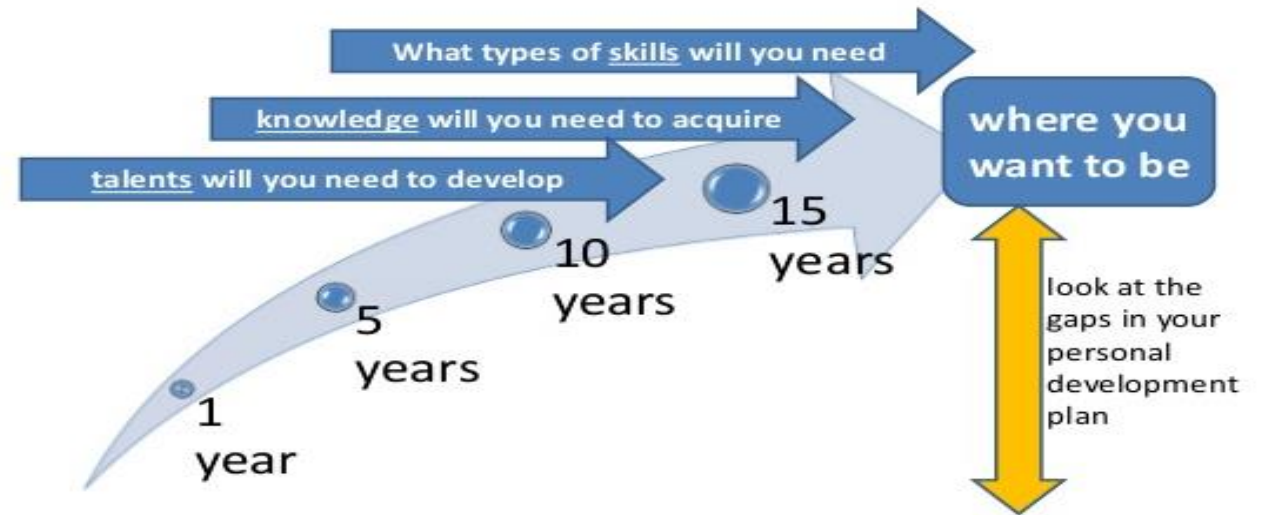 What types of skills will you need
knowledge will you need to acquire
talents will you need to develop
where you
want to be
1
year
5
years
10
years
15
years
look at the
gaps in your
personal
development
plan